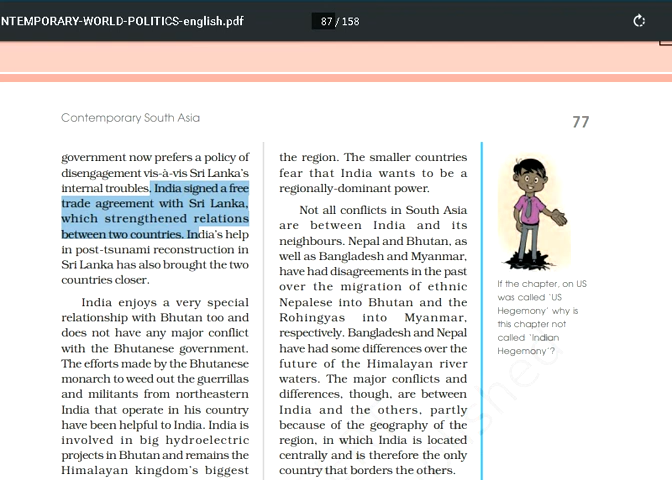 NTEMPORARY-WORLD-POLITICS-english.pdf
87 / 158
Contemporary South Asia
77
government now prefers a policy of
disengagement vis-à-vis Sri Lanka's
internal troubles. India signed a free
trade agreement with Sri Lanka,
which strengthened relations
between two countries. India's help
in post-tsunami reconstruction in
Sri Lanka has also brought the two
countries closer.
India enjoys a very special
relationship with Bhutan too and
does not have any major conflict
with the Bhutanese government.
The efforts made by the Bhutanese
monarch to weed out the guerrillas
and militants from northeastern
India that operate in his country
have been helpful to India. India is
involved in big hydroelectric
projects in Bhutan and remains the
Himalayan kingdom's biggest
the region. The smaller countries
fear that India wants to be a
regionally-dominant power.
Not all conflicts in South Asia
are between India and its
neighbours. Nepal and Bhutan, as
well as Bangladesh and Myanmar,
have had disagreements in the past
over the migration of ethnic
Nepalese into Bhutan and the
Rohingyas into Myanmar,
respectively. Bangladesh and Nepal
have had some differences over the
future of the Himalayan river
waters. The major conflicts and
differences, though, are between
India and the others, partly
because of the geography of the
region, in which India is located
centrally and is therefore the only
country that borders the others.
If the chapter, on US
was called 'US
Hegemony' why is
this chapter not
called 'Indian
Hegemony'?